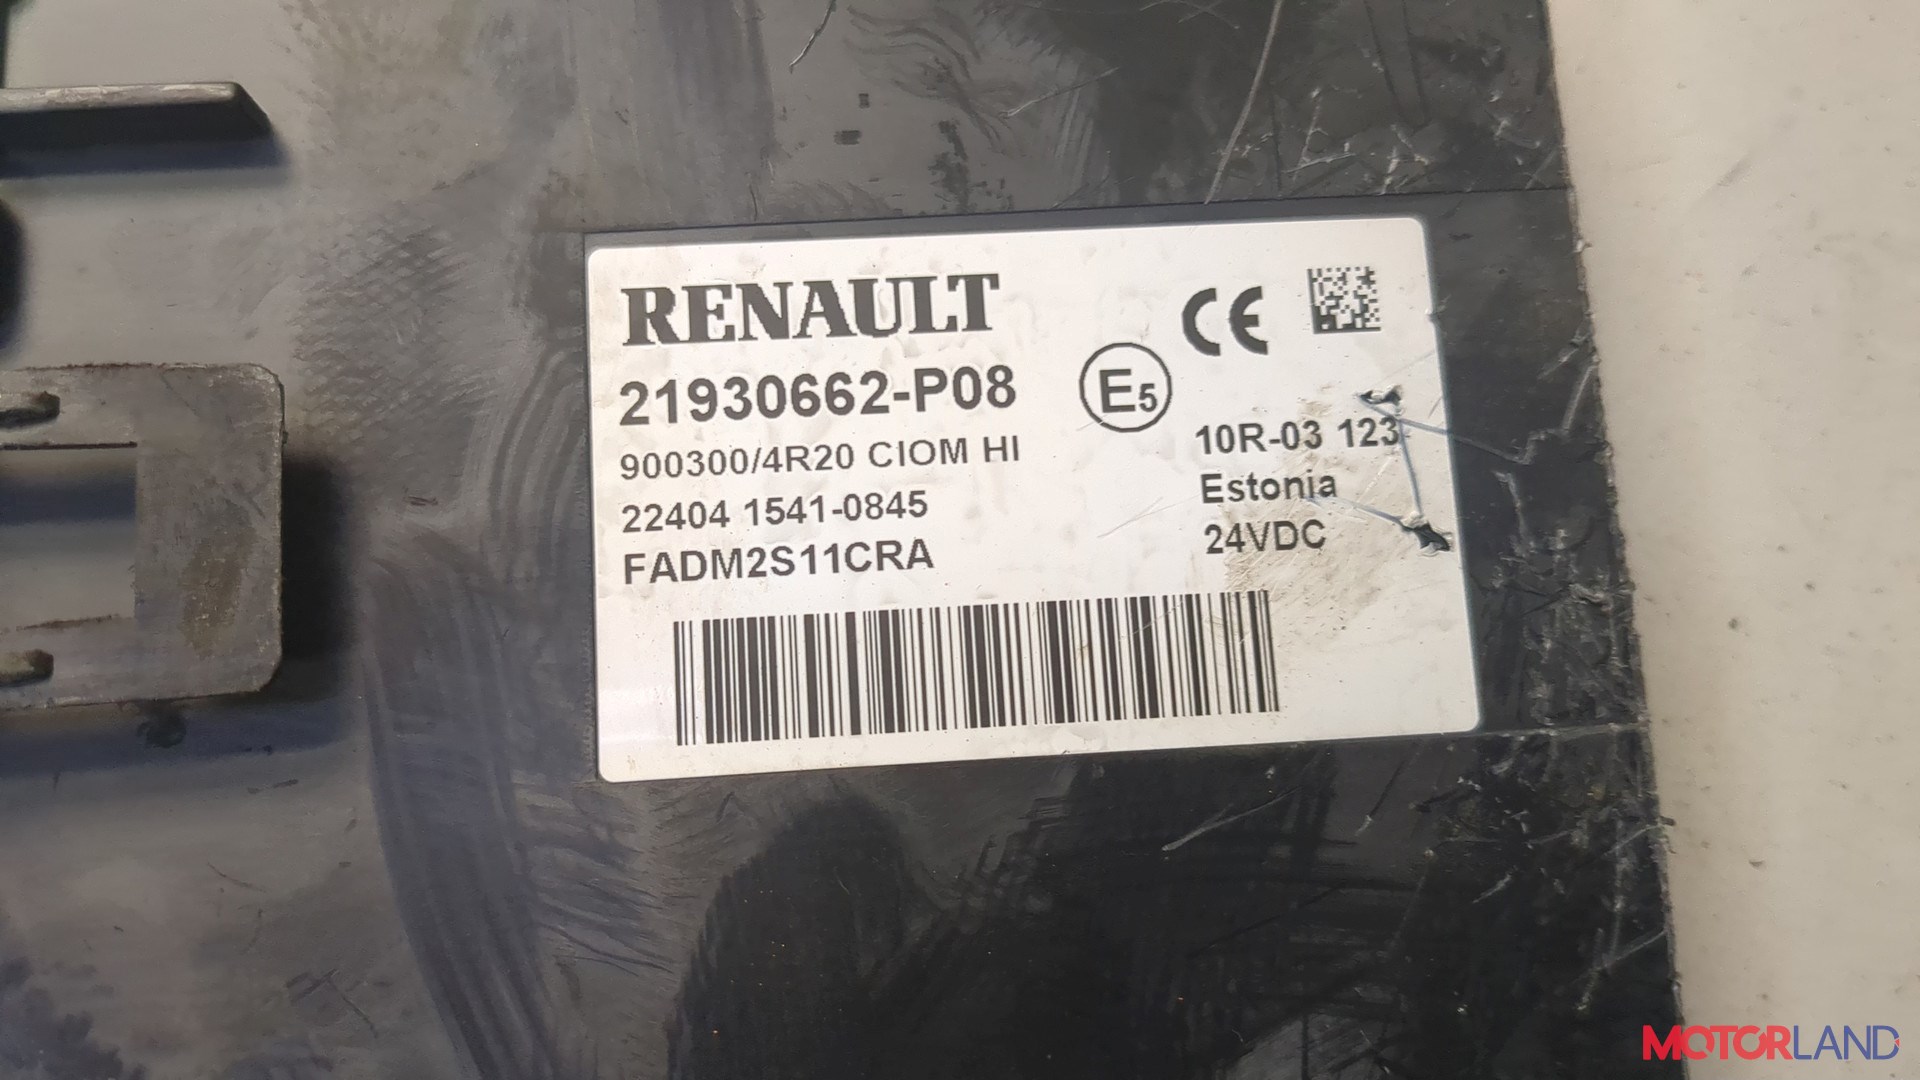 RENAULT
CE
21930662-P08
E5
900300/4R20 CIOM HI
10R-03 123
22404 1541-0845
Estonia
FADM2S11CRA
24VDC
MOTORLAND